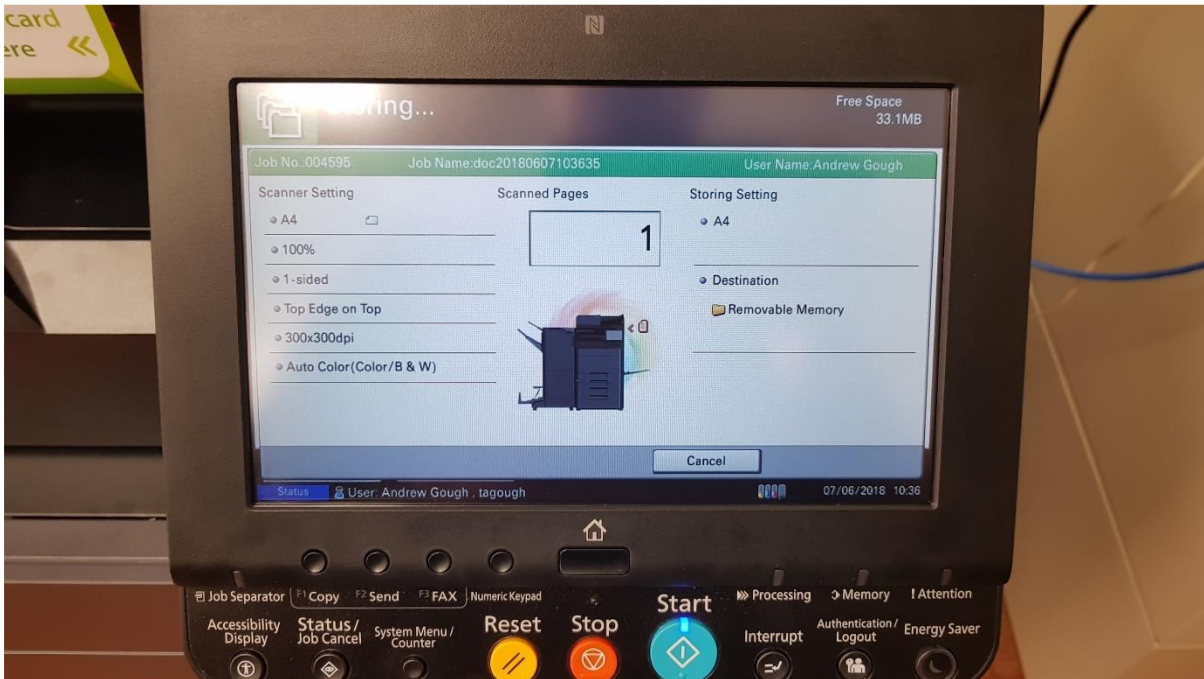 card
ere
Storing...
Free Space
33.1MB
Job No.:004595 Job Name:doc20180607103635 User Name:Andrew Gough
Scanner Setting
A4
100%
1-sided
Top Edge on Top
300x300dpi
Auto Color(Color/B & W)
Scanned Pages
1
Storing Setting
A4
Destination
Removable Memory
Cancel
Status User: Andrew Gough , tagough 07/06/2018 10:36
Job Separator F1 Copy F2 Send F3 FAX Numeric Keypad Start Processing Memory ! Attention
Accessibility Display
Status/ Job Cancel
System Menu / Counter
Reset
Stop
Interrupt
Authentication / Logout
Energy Saver